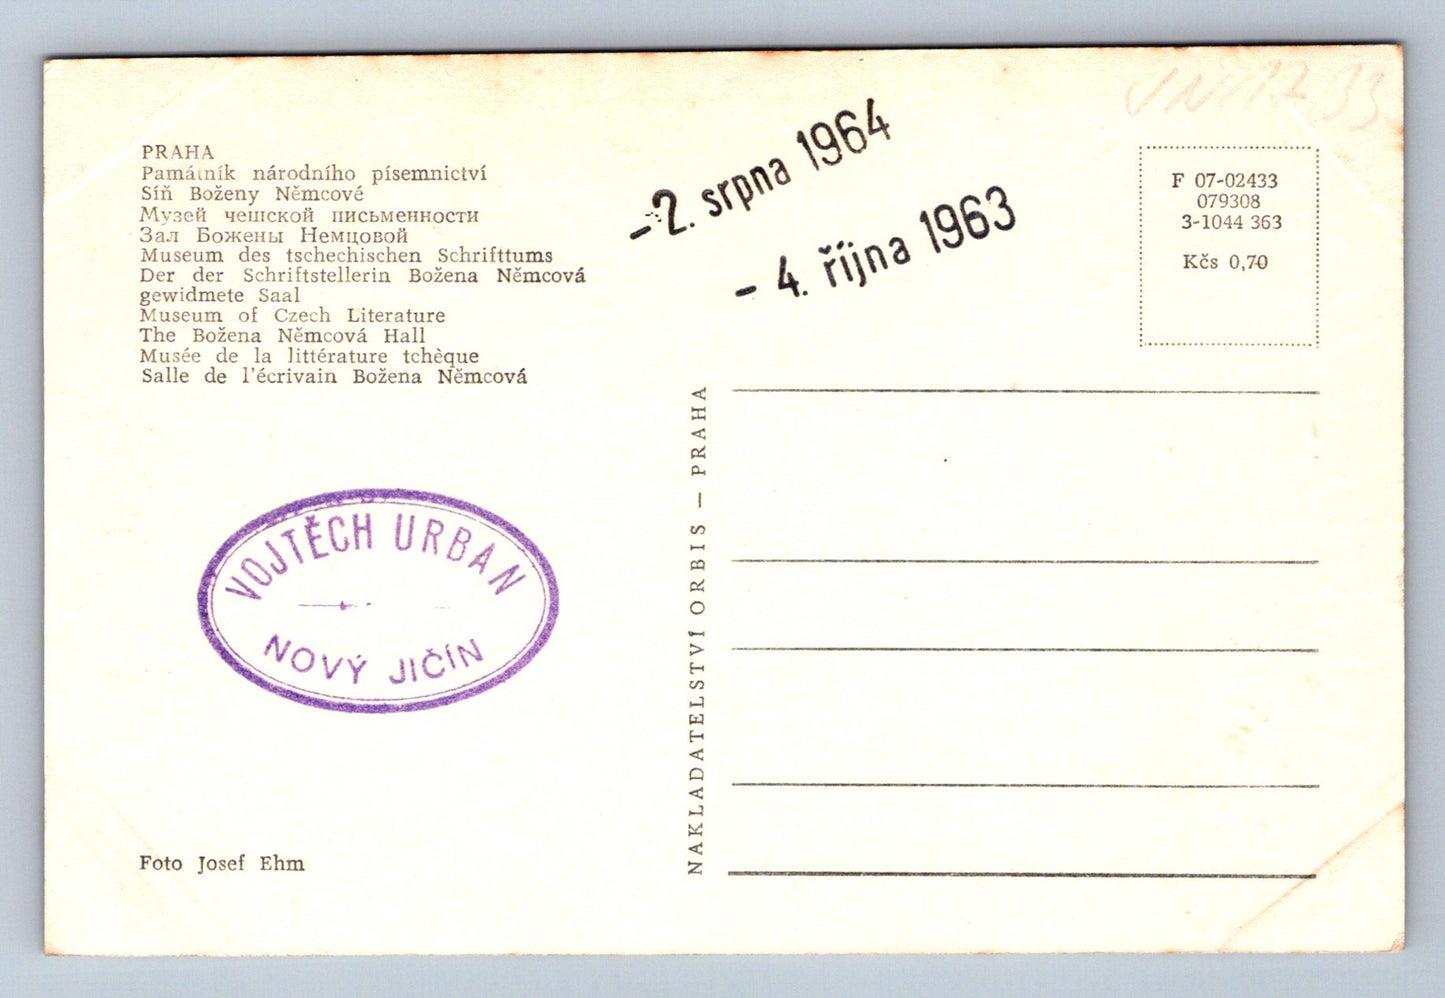 PRAHA
Památník národního písemnictví
Síň Boženy Němcové
Музей чешской письменности
Зал Божены Немцовой
Museum des tschechischen Schrifttums
Der der Schriftstellerin Božena Němcová
gewidmete Saal
Museum of Czech Literature
The Božena Němcová Hall
Musée de la littérature tchèque
Salle de l'écrivain Božena Němcová
VOJTĚCH URBAN
NOVÝ JIČÍN
Foto Josef Ehm
NAKLADATELSTVÍ ORBIS — PRAHA
-2. srpna 1964
- 4. října 1963
F 07-02433
079308
3-1044 363
Kčs 0,70